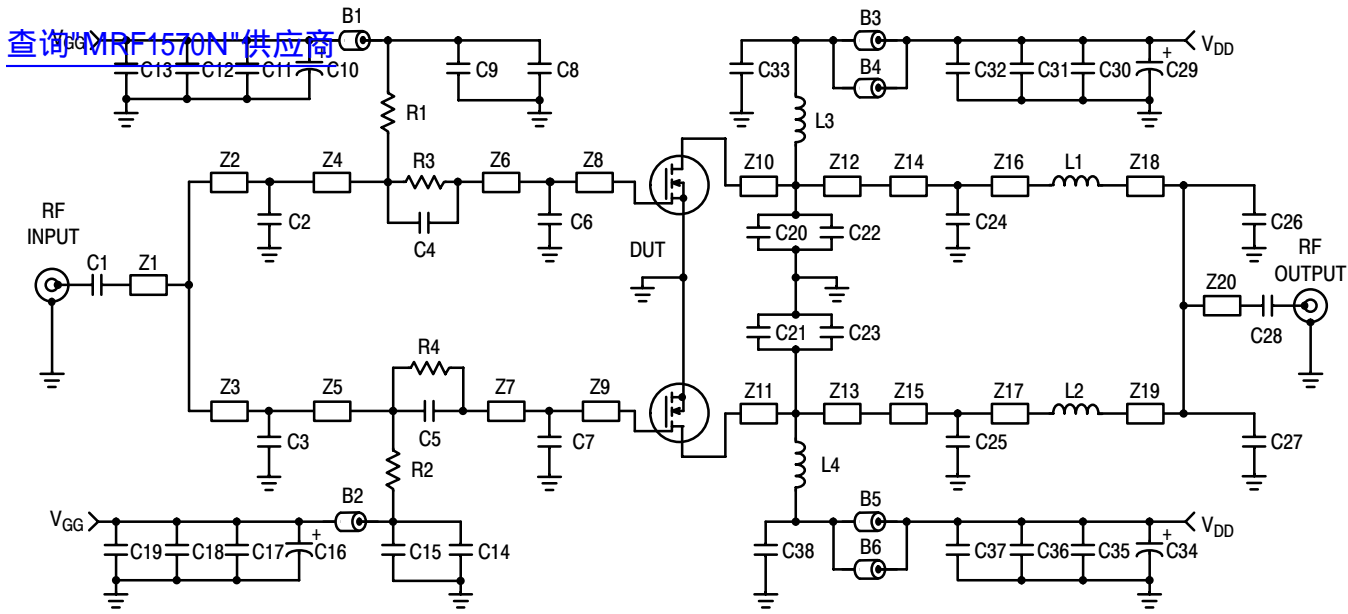 B1
B3
查询"MRF1570N"供应商
VGG
VDD
C13
C12
C11
C10
+
C9
C8
C33
B4
C32
C31
C30
+
C29
R1
L3
Z2
Z4
R3
Z6
Z8
Z10
Z12
Z14
Z16
L1
Z18
RF
INPUT
C2
C4
C6
DUT
C20
C22
C24
C26
RF
OUTPUT
C1
Z1
Z20
C28
C21
C23
R4
Z3
Z5
Z7
Z9
Z11
Z13
Z15
Z17
L2
Z19
C3
C5
C7
C25
C27
R2
L4
B2
B5
VGG
VDD
C19
C18
C17
+
C16
C15
C14
C38
B6
C37
C36
C35
+
C34